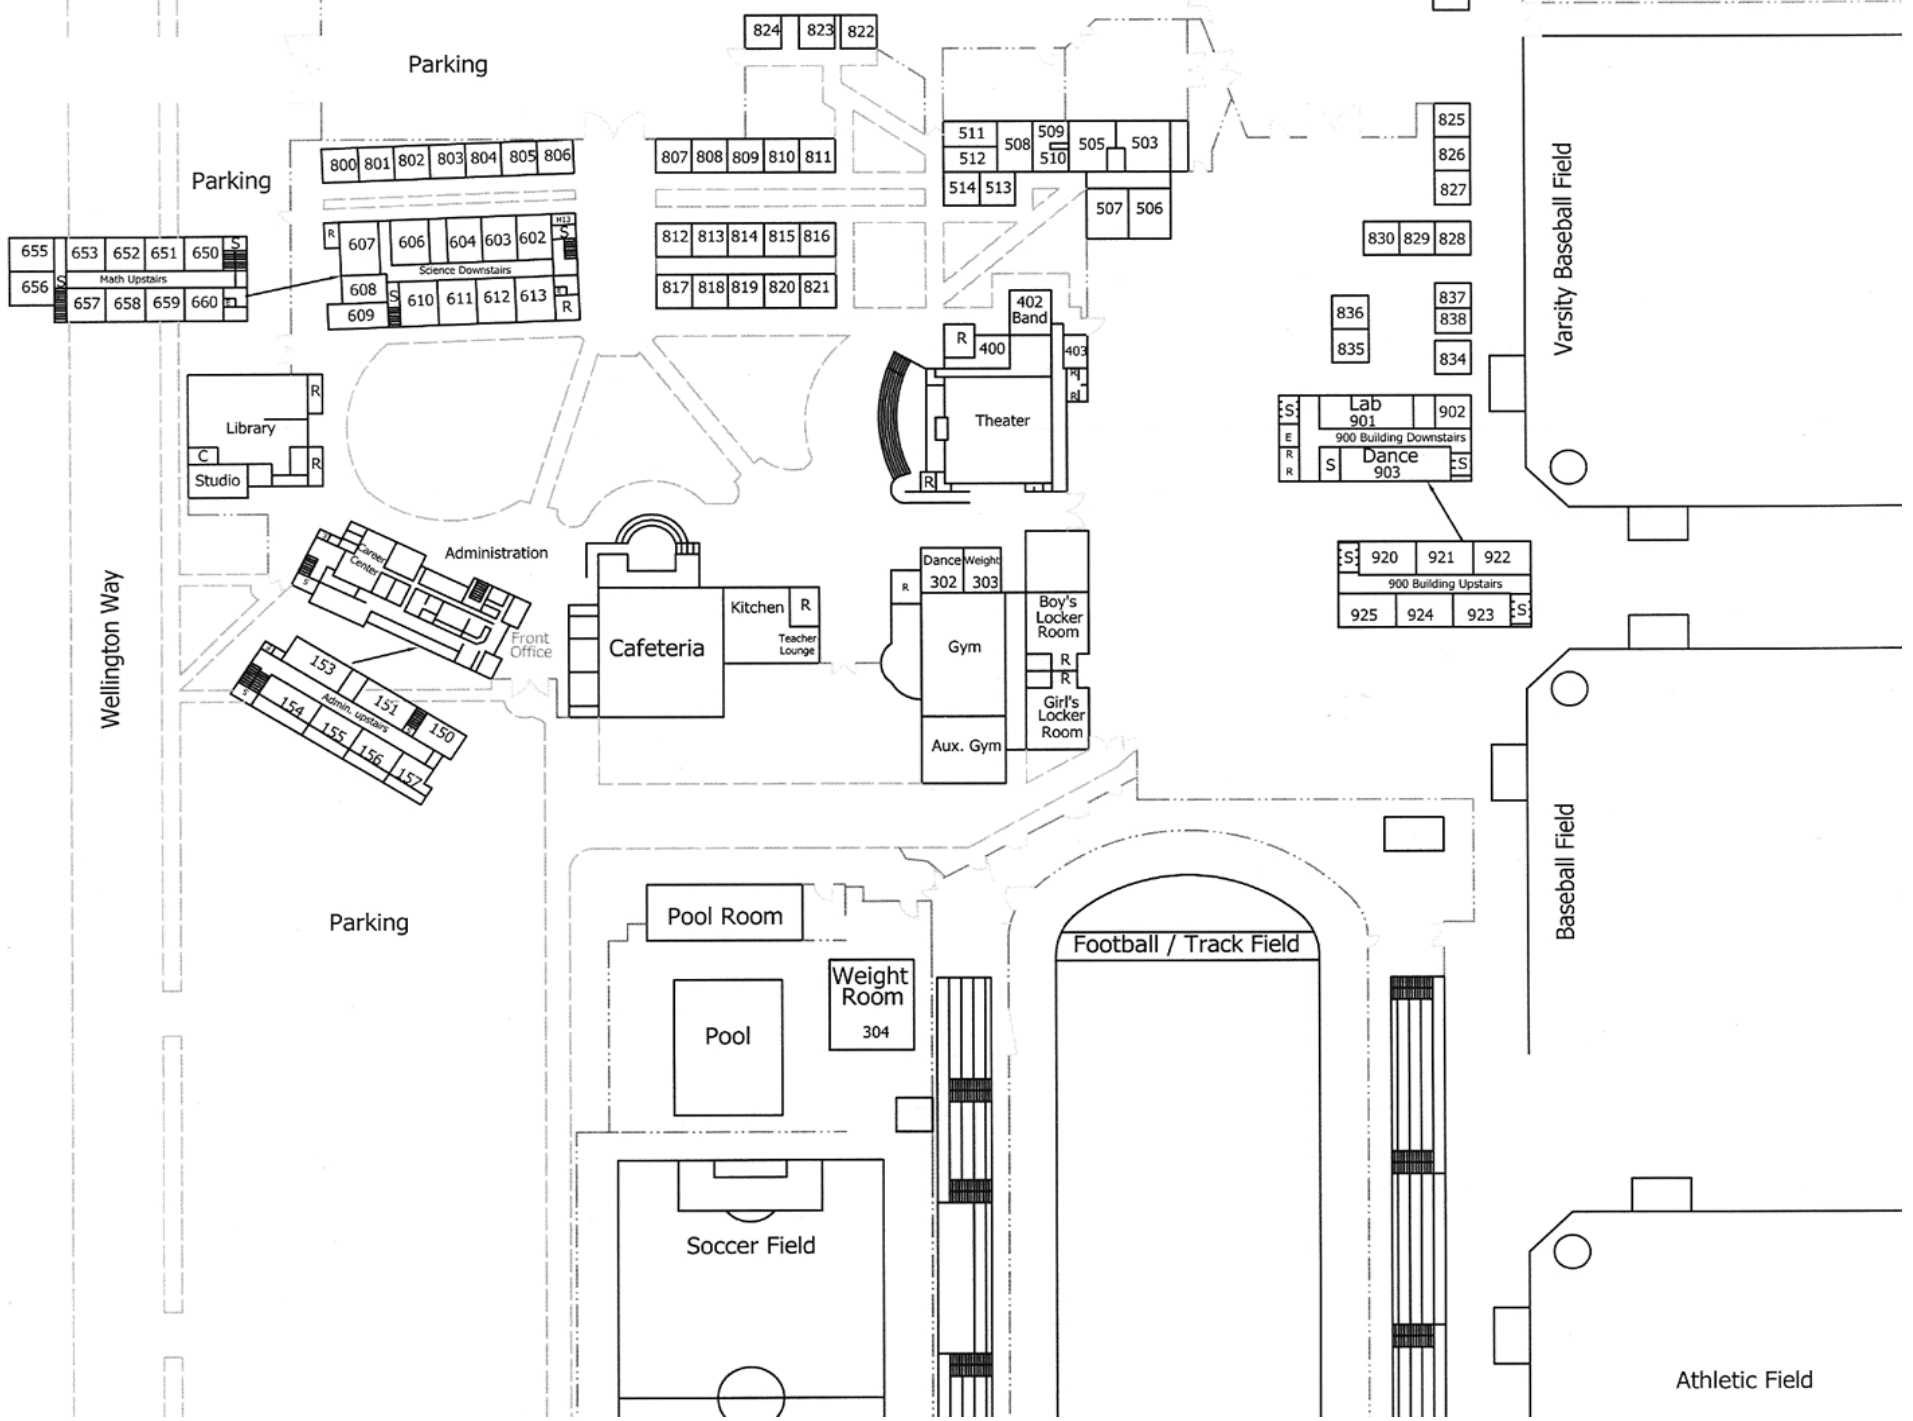 824 823 822
Parking
825
826
827
511
512
508
509
510
505
503
514 513
507 506
800 801 802 803 804 805 806
807 808 809 810 811
Parking
830 829 828
655 653 652 651 650 S
Math Upstairs
656 S 657 658 659 660 E
R 607 606 604 603 602 H13
S
Science Downstairs
608
609
S 610 611 612 613 E
R
812 813 814 815 816
817 818 819 820 821
402
Band
R 400
403
R
R
Theater
R
836
835
837
838
834
Varsity Baseball Field
S Lab
901
902
E 900 Building Downstairs
R
R
S Dance
903
S
R
Library
C
R
Studio
S 920 921 922
900 Building Upstairs
925 924 923 S
Career
Center
S
Administration
Front
Office
Wellington Way
153
151
150
Admin. upstairs
S
154
155
156
157
Kitchen R
Teacher
Lounge
Cafeteria
Dance
302
Weight
303
R
Gym
Aux. Gym
Boy's
Locker
Room
R
R
Girl's
Locker
Room
Baseball Field
Parking
Pool Room
Football / Track Field
Weight
Room
304
Pool
Soccer Field
Athletic Field